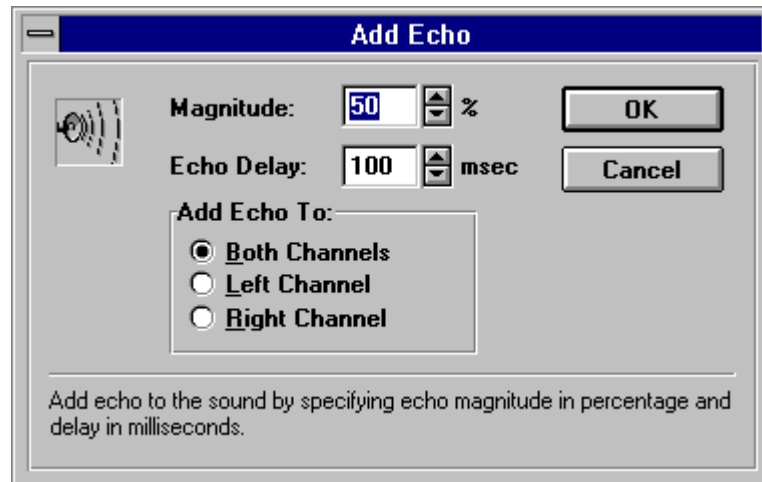 Add Echo
Magnitude: 50 % OK
Echo Delay: 100 msec Cancel
Add Echo To:
Both Channels
Left Channel
Right Channel
Add echo to the sound by specifying echo magnitude in percentage and
delay in milliseconds.